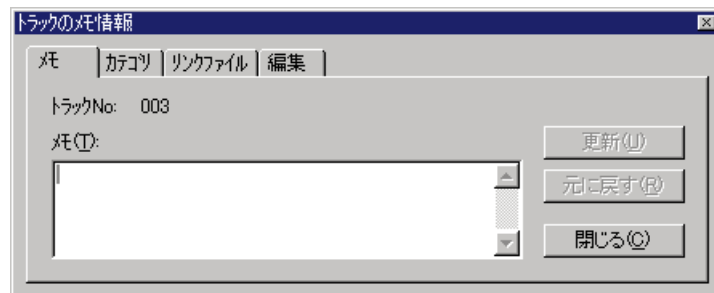 トラックのメモ情報
メモ カテゴリ リンクファイル 編集
トラックNo: 003
メモ(T):
更新(U)
元に戻す(R)
閉じる(C)